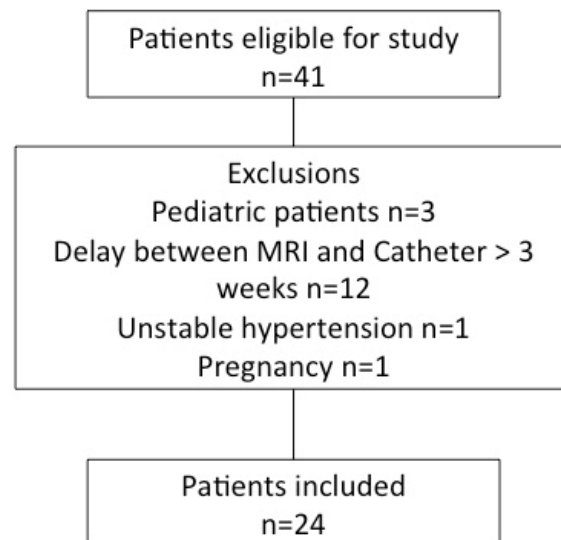 Patients eligible for study
n=41
Exclusions
Pediatric patients n=3
Delay between MRI and Catheter > 3
weeks n=12
Unstable hypertension n=1
Pregnancy n=1
Patients included
n=24